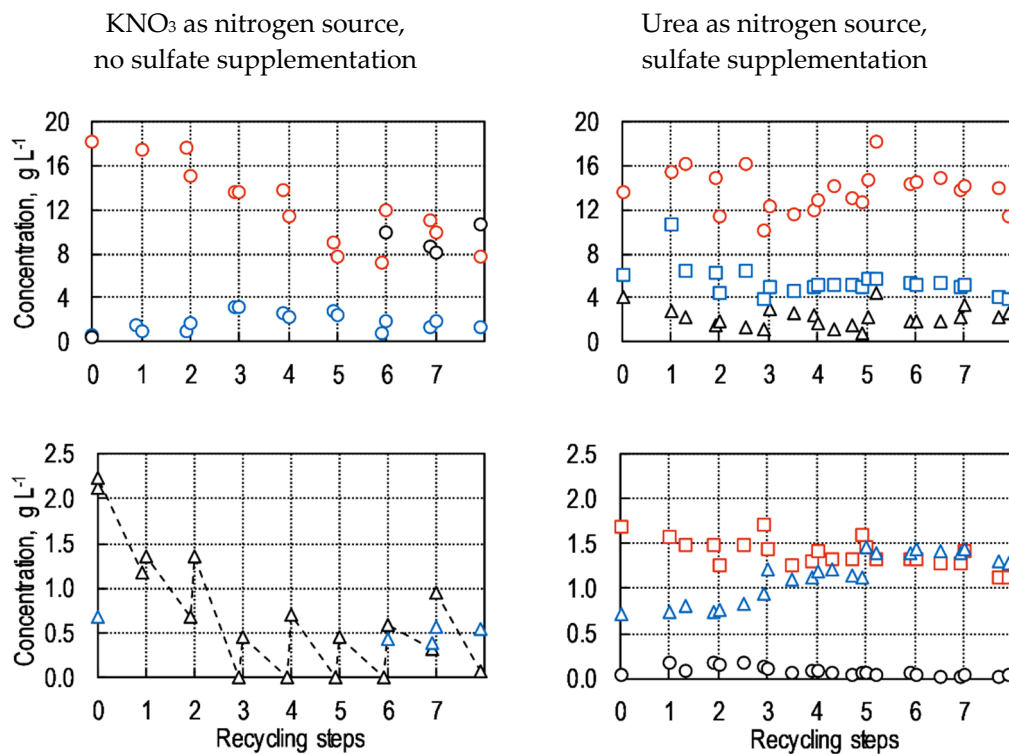 KNO₃ as nitrogen source,
no sulfate supplementation
Urea as nitrogen source,
sulfate supplementation
Concentration, g L⁻¹
20
16
12
8
4
0
0 1 2 3 4 5 6 7
20
16
12
8
4
0
0 1 2 3 4 5 6 7
Concentration, g L⁻¹
2.5
2.0
1.5
1.0
0.5
0.0
0 1 2 3 4 5 6 7
Recycling steps
2.5
2.0
1.5
1.0
0.5
0.0
0 1 2 3 4 5 6 7
Recycling steps